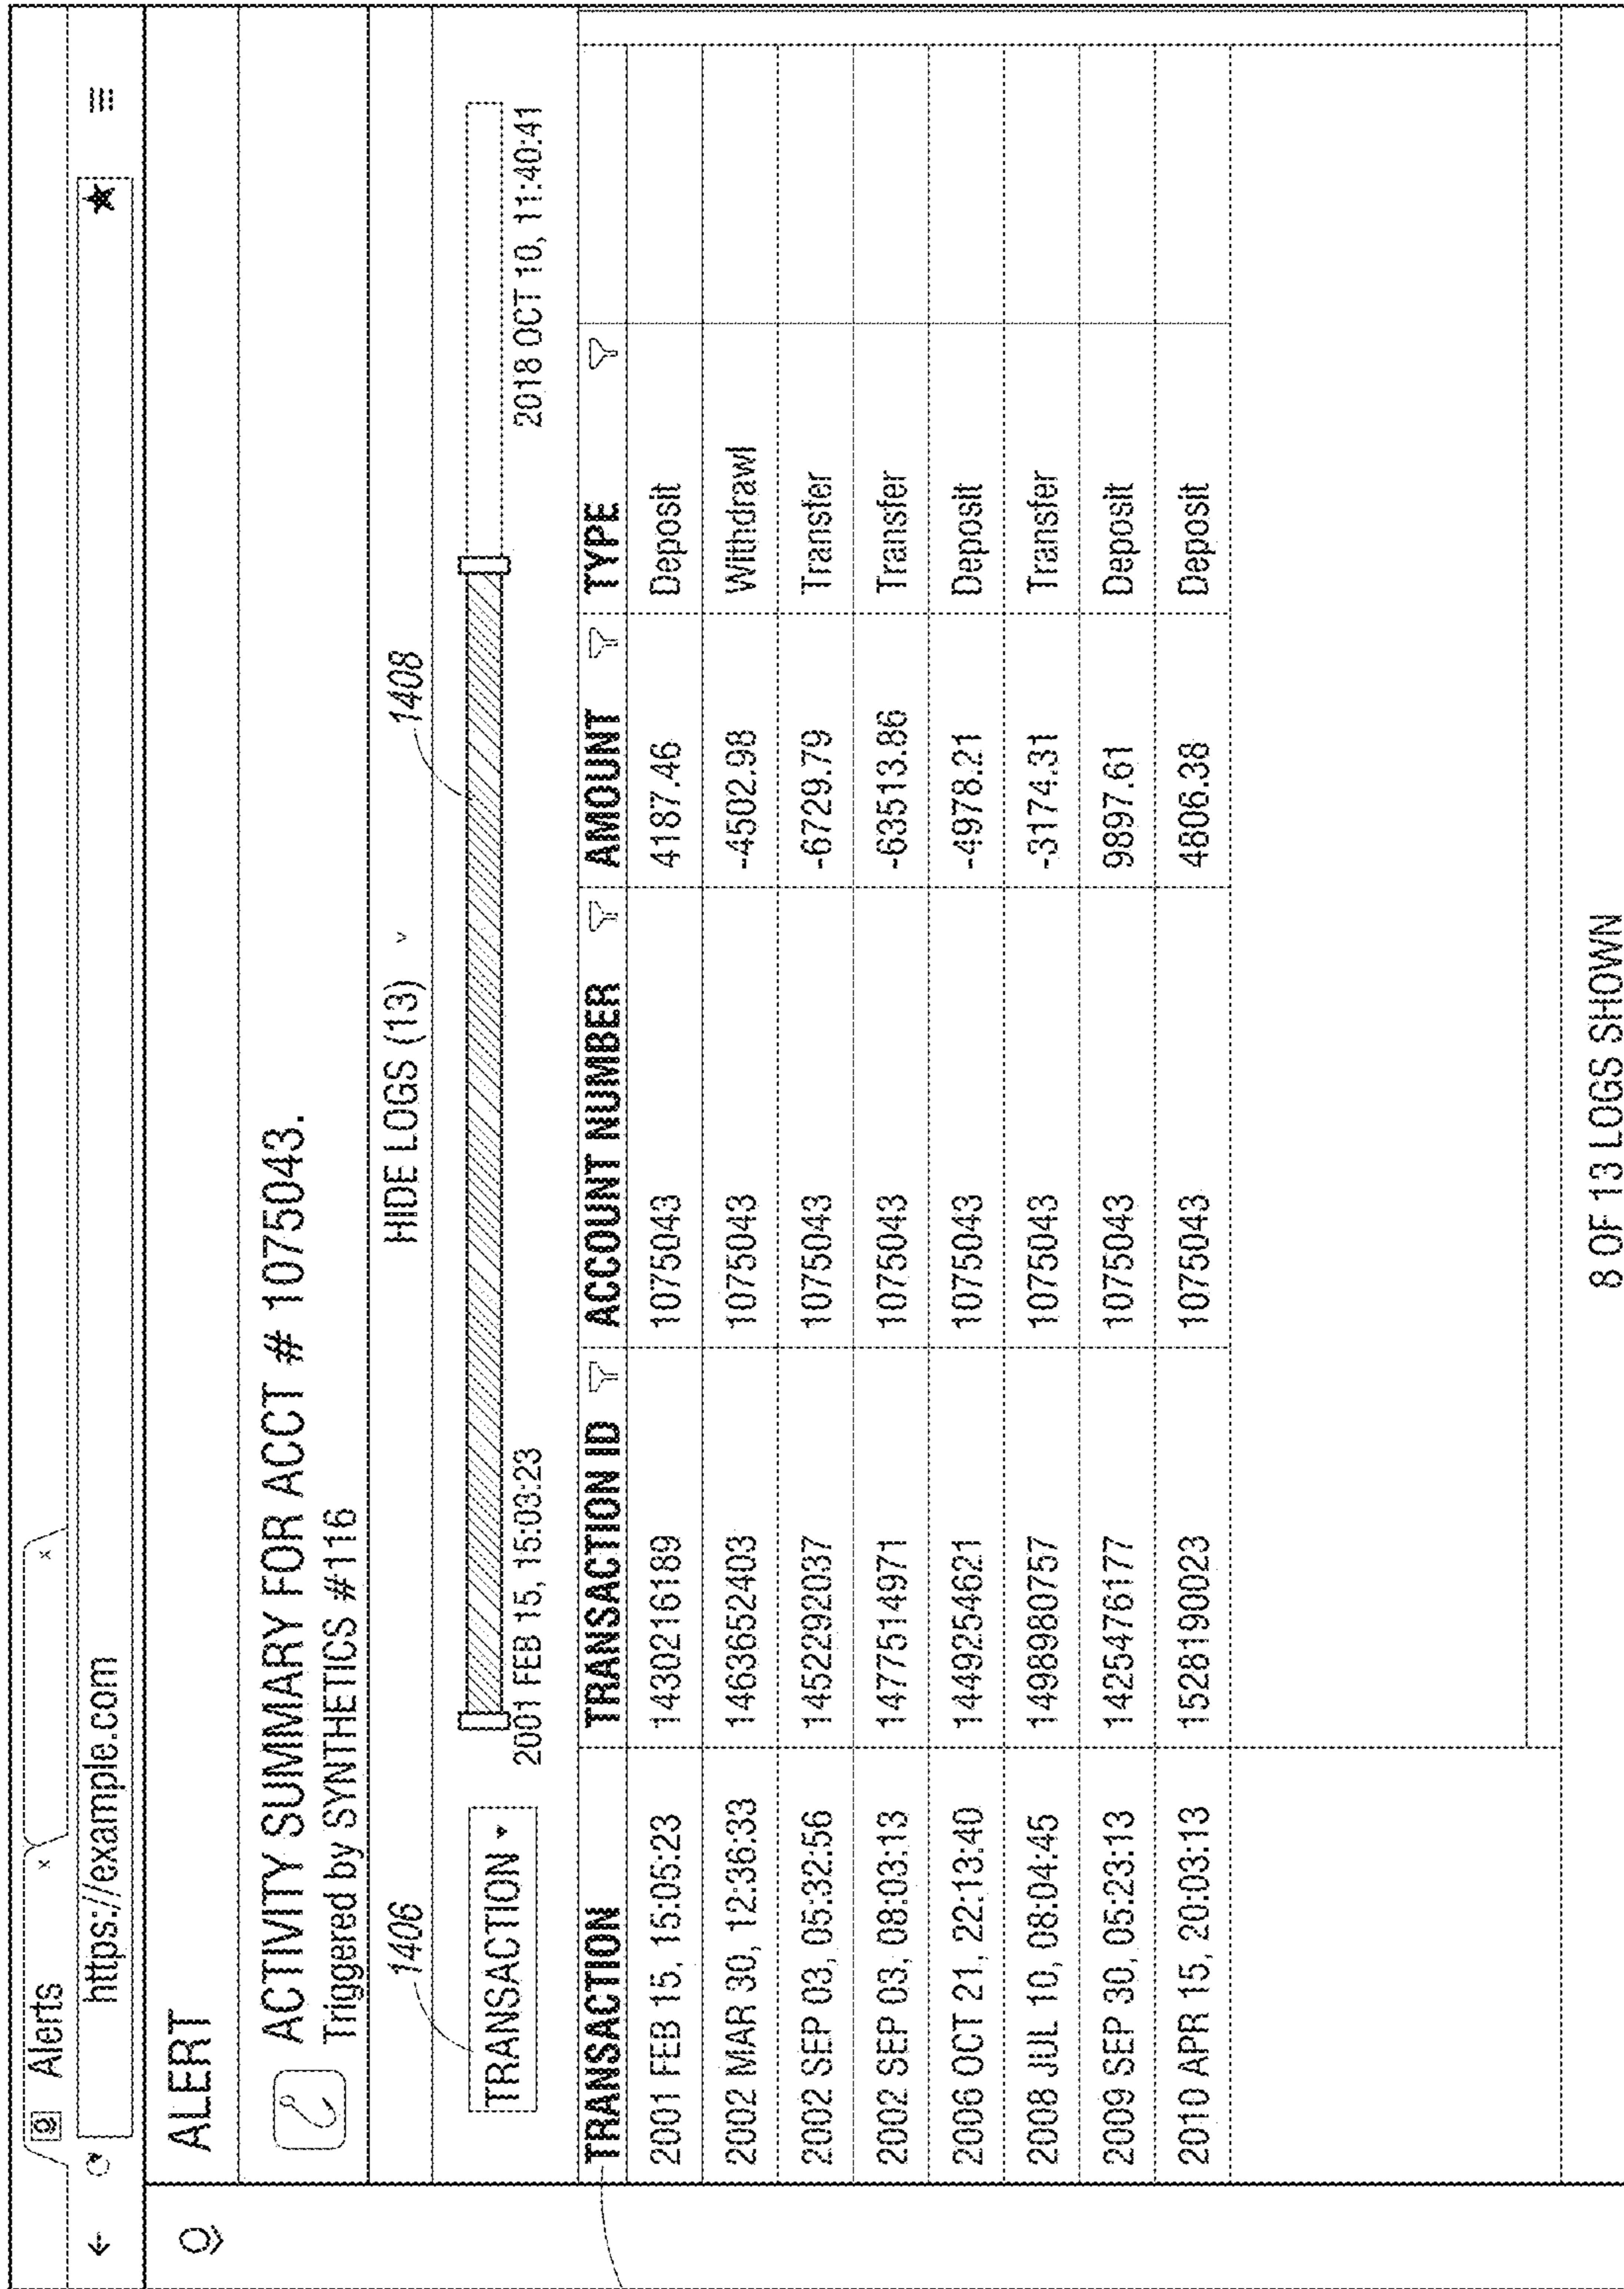 Alerts x x
https://example.com
ALERT
ACTIVITY SUMMARY FOR ACCT # 1075043.
Triggered by SYNTHETICS #116
1406
HIDE LOGS (13) v
1408
TRANSACTION
2001 FEB 15, 15:03:23
2018 OCT 10, 11:40:41
TRANSACTION TRANSACTION ID ACCOUNT NUMBER AMOUNT TYPE
2001 FEB 15, 15:05:23 1430216189 1075043 4187.46 Deposit
2002 MAR 30, 12:36:33 1463652403 1075043 -4502.98 Withdrawl
2002 SEP 03, 05:32:56 1452292037 1075043 -6729.79 Transfer
2002 SEP 03, 08:03:13 1477514971 1075043 -63513.86 Transfer
2006 OCT 21, 22:13:40 1449254621 1075043 -4978.21 Deposit
2008 JUL 10, 08:04:45 1498980757 1075043 -3174.31 Transfer
2009 SEP 30, 05:23:13 1425476177 1075043 9897.61 Deposit
2010 APR 15, 20:03:13 1528190023 1075043 4806.38 Deposit
8 OF 13 LOGS SHOWN